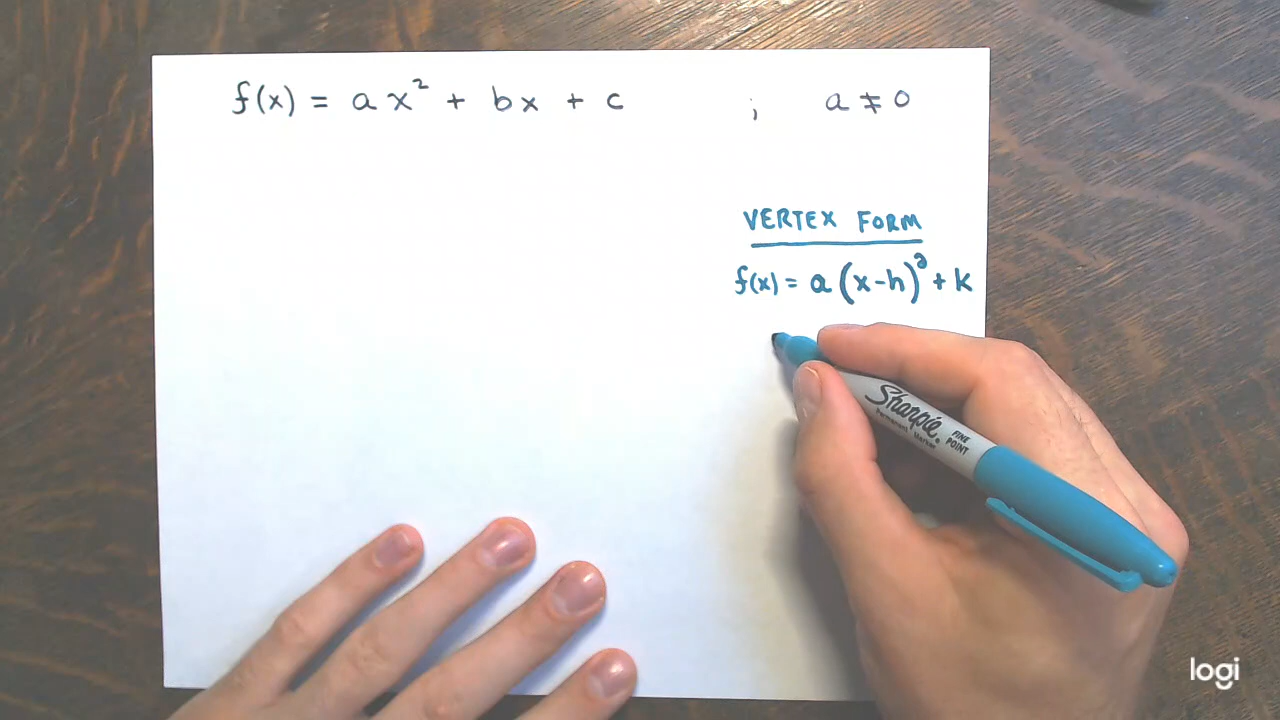 f(x) = ax² + bx + c ; a ≠ 0
VERTEX FORM
f(x) = a(x-h)² + k
Sharpie.
Permanent Marker
FINE
POINT
logi